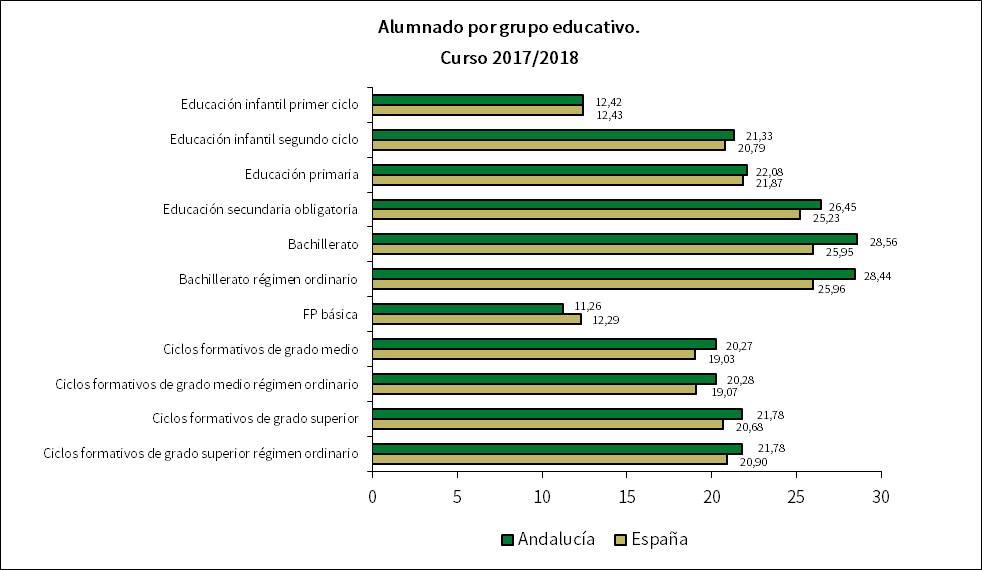 Alumnado por grupo educativo.
Curso 2017/2018
Educación infantil primer ciclo
12,42
12,43
Educación infantil segundo ciclo
21,33
20,79
Educación primaria
22,08
21,87
Educación secundaria obligatoria
26,45
25,23
Bachillerato
28,56
25,95
Bachillerato régimen ordinario
28,44
25,96
FP básica
11,26
12,29
Ciclos formativos de grado medio
20,27
19,03
Ciclos formativos de grado medio régimen ordinario
20,28
19,07
Ciclos formativos de grado superior
21,78
20,68
Ciclos formativos de grado superior régimen ordinario
21,78
20,90
0 5 10 15 20 25 30
Andalucía España